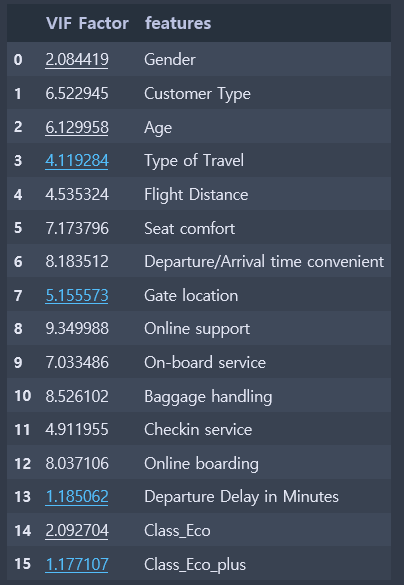 VIF Factor features
0 2.084419 Gender
1 6.522945 Customer Type
2 6.129958 Age
3 4.119284 Type of Travel
4 4.535324 Flight Distance
5 7.173796 Seat comfort
6 8.183512 Departure/Arrival time convenient
7 5.155573 Gate location
8 9.349988 Online support
9 7.033486 On-board service
10 8.526102 Baggage handling
11 4.911955 Checkin service
12 8.037106 Online boarding
13 1.185062 Departure Delay in Minutes
14 2.092704 Class_Eco
15 1.177107 Class_Eco_plus